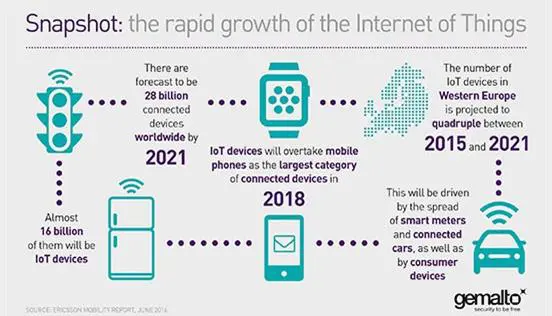 Snapshot: the rapid growth of the Internet of Things
There are
forecast to be
28 billion
connected
devices
worldwide by
2021
IoT devices will overtake mobile
phones as the largest category
of connected devices in
2018
The number of
IoT devices in
Western Europe
is projected to
quadruple between
2015 and 2021
Almost
16 billion
of them will be
IoT devices
This will be driven
by the spread
of smart meters
and connected
cars, as well as
by consumer
devices
SOURCE: ERICSSON MOBILITY REPORT, JUNE 2016
gemalto
security to be free